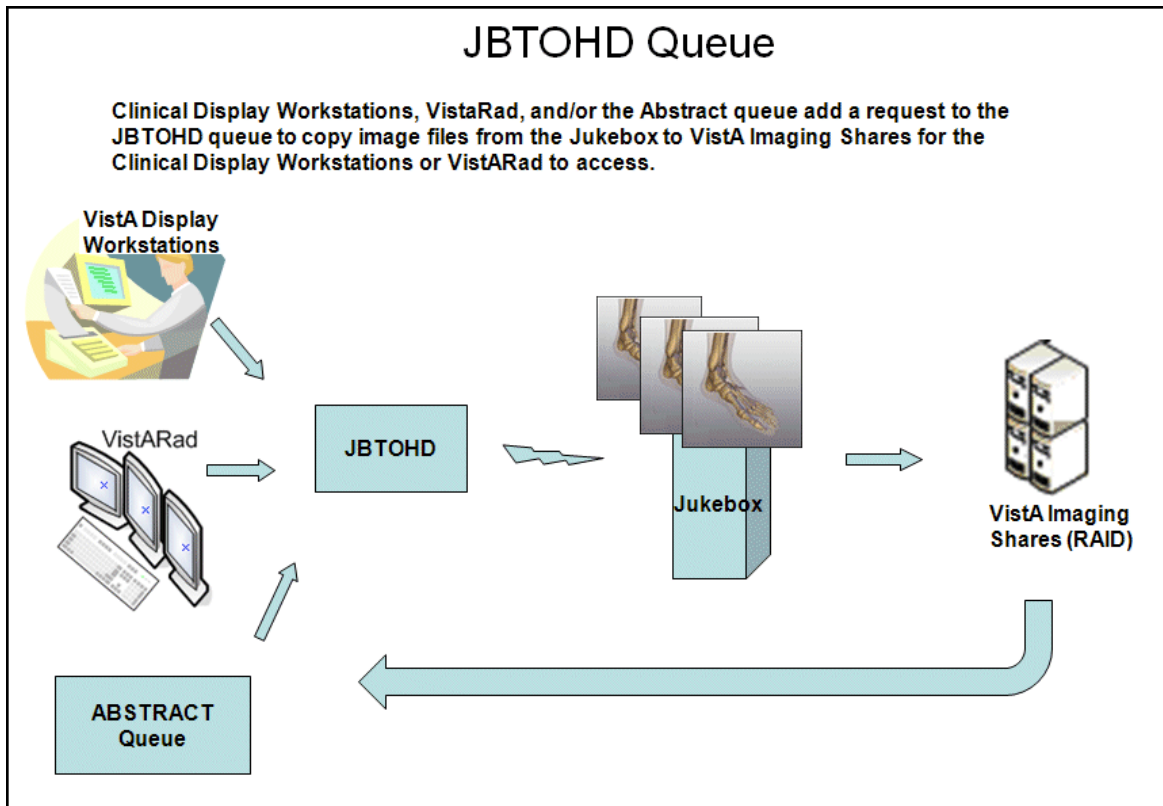 JBTOHD Queue
Clinical Display Workstations, VistaRad, and/or the Abstract queue add a request to the
JBTOHD queue to copy image files from the Jukebox to VistA Imaging Shares for the
Clinical Display Workstations or VistARad to access.
VistA Display
Workstations
VistARad
JBTOHD
Jukebox
VistA Imaging
Shares (RAID)
ABSTRACT
Queue